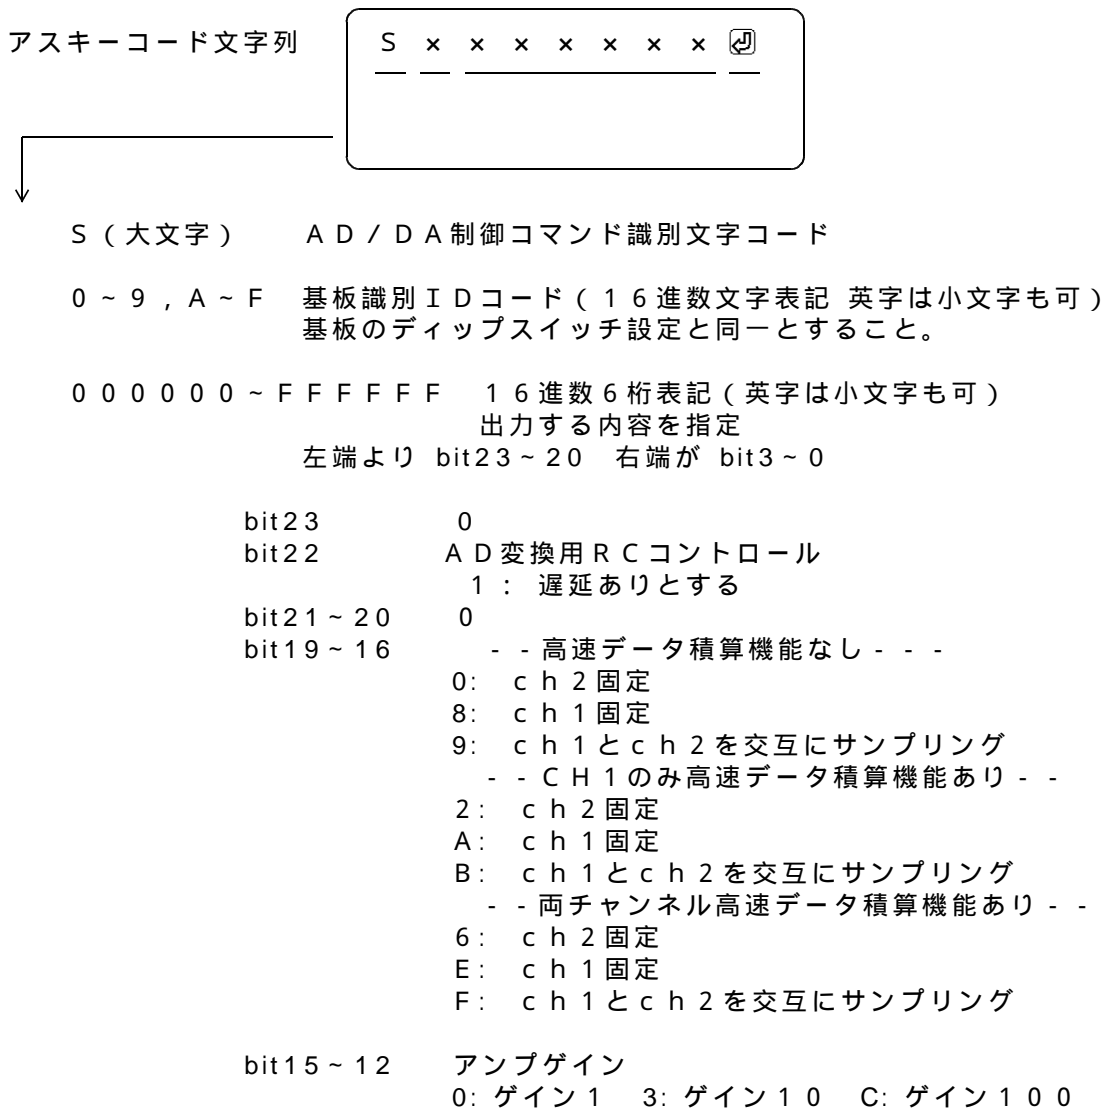 アスキーコード文字列　Ｓ × × × × × × × ⏎
Ｓ（大文字）　ＡＤ／ＤＡ制御コマンド識別文字コード
０～９，Ａ～Ｆ　基板識別ＩＤコード（１６進数文字表記 英字は小文字も可）
基板のディップスイッチ設定と同一とすること。
００００００～ＦＦＦＦＦＦ　１６進数６桁表記（英字は小文字も可）
出力する内容を指定
左端より bit23～20　右端が bit3～0
bit23　0
bit22　ＡＤ変換用ＲＣコントロール
１：　遅延ありとする
bit21～20　0
bit19～16　- - 高速データ積算機能なし - - -
0:　ｃｈ２固定
8:　ｃｈ１固定
9:　ｃｈ１とｃｈ２を交互にサンプリング
- - ＣＨ１のみ高速データ積算機能あり - -
2:　ｃｈ２固定
A:　ｃｈ１固定
B:　ｃｈ１とｃｈ２を交互にサンプリング
- - 両チャンネル高速データ積算機能あり - -
6:　ｃｈ２固定
E:　ｃｈ１固定
F:　ｃｈ１とｃｈ２を交互にサンプリング
bit15～12　アンプゲイン
0: ゲイン１　3: ゲイン１０　C: ゲイン１００